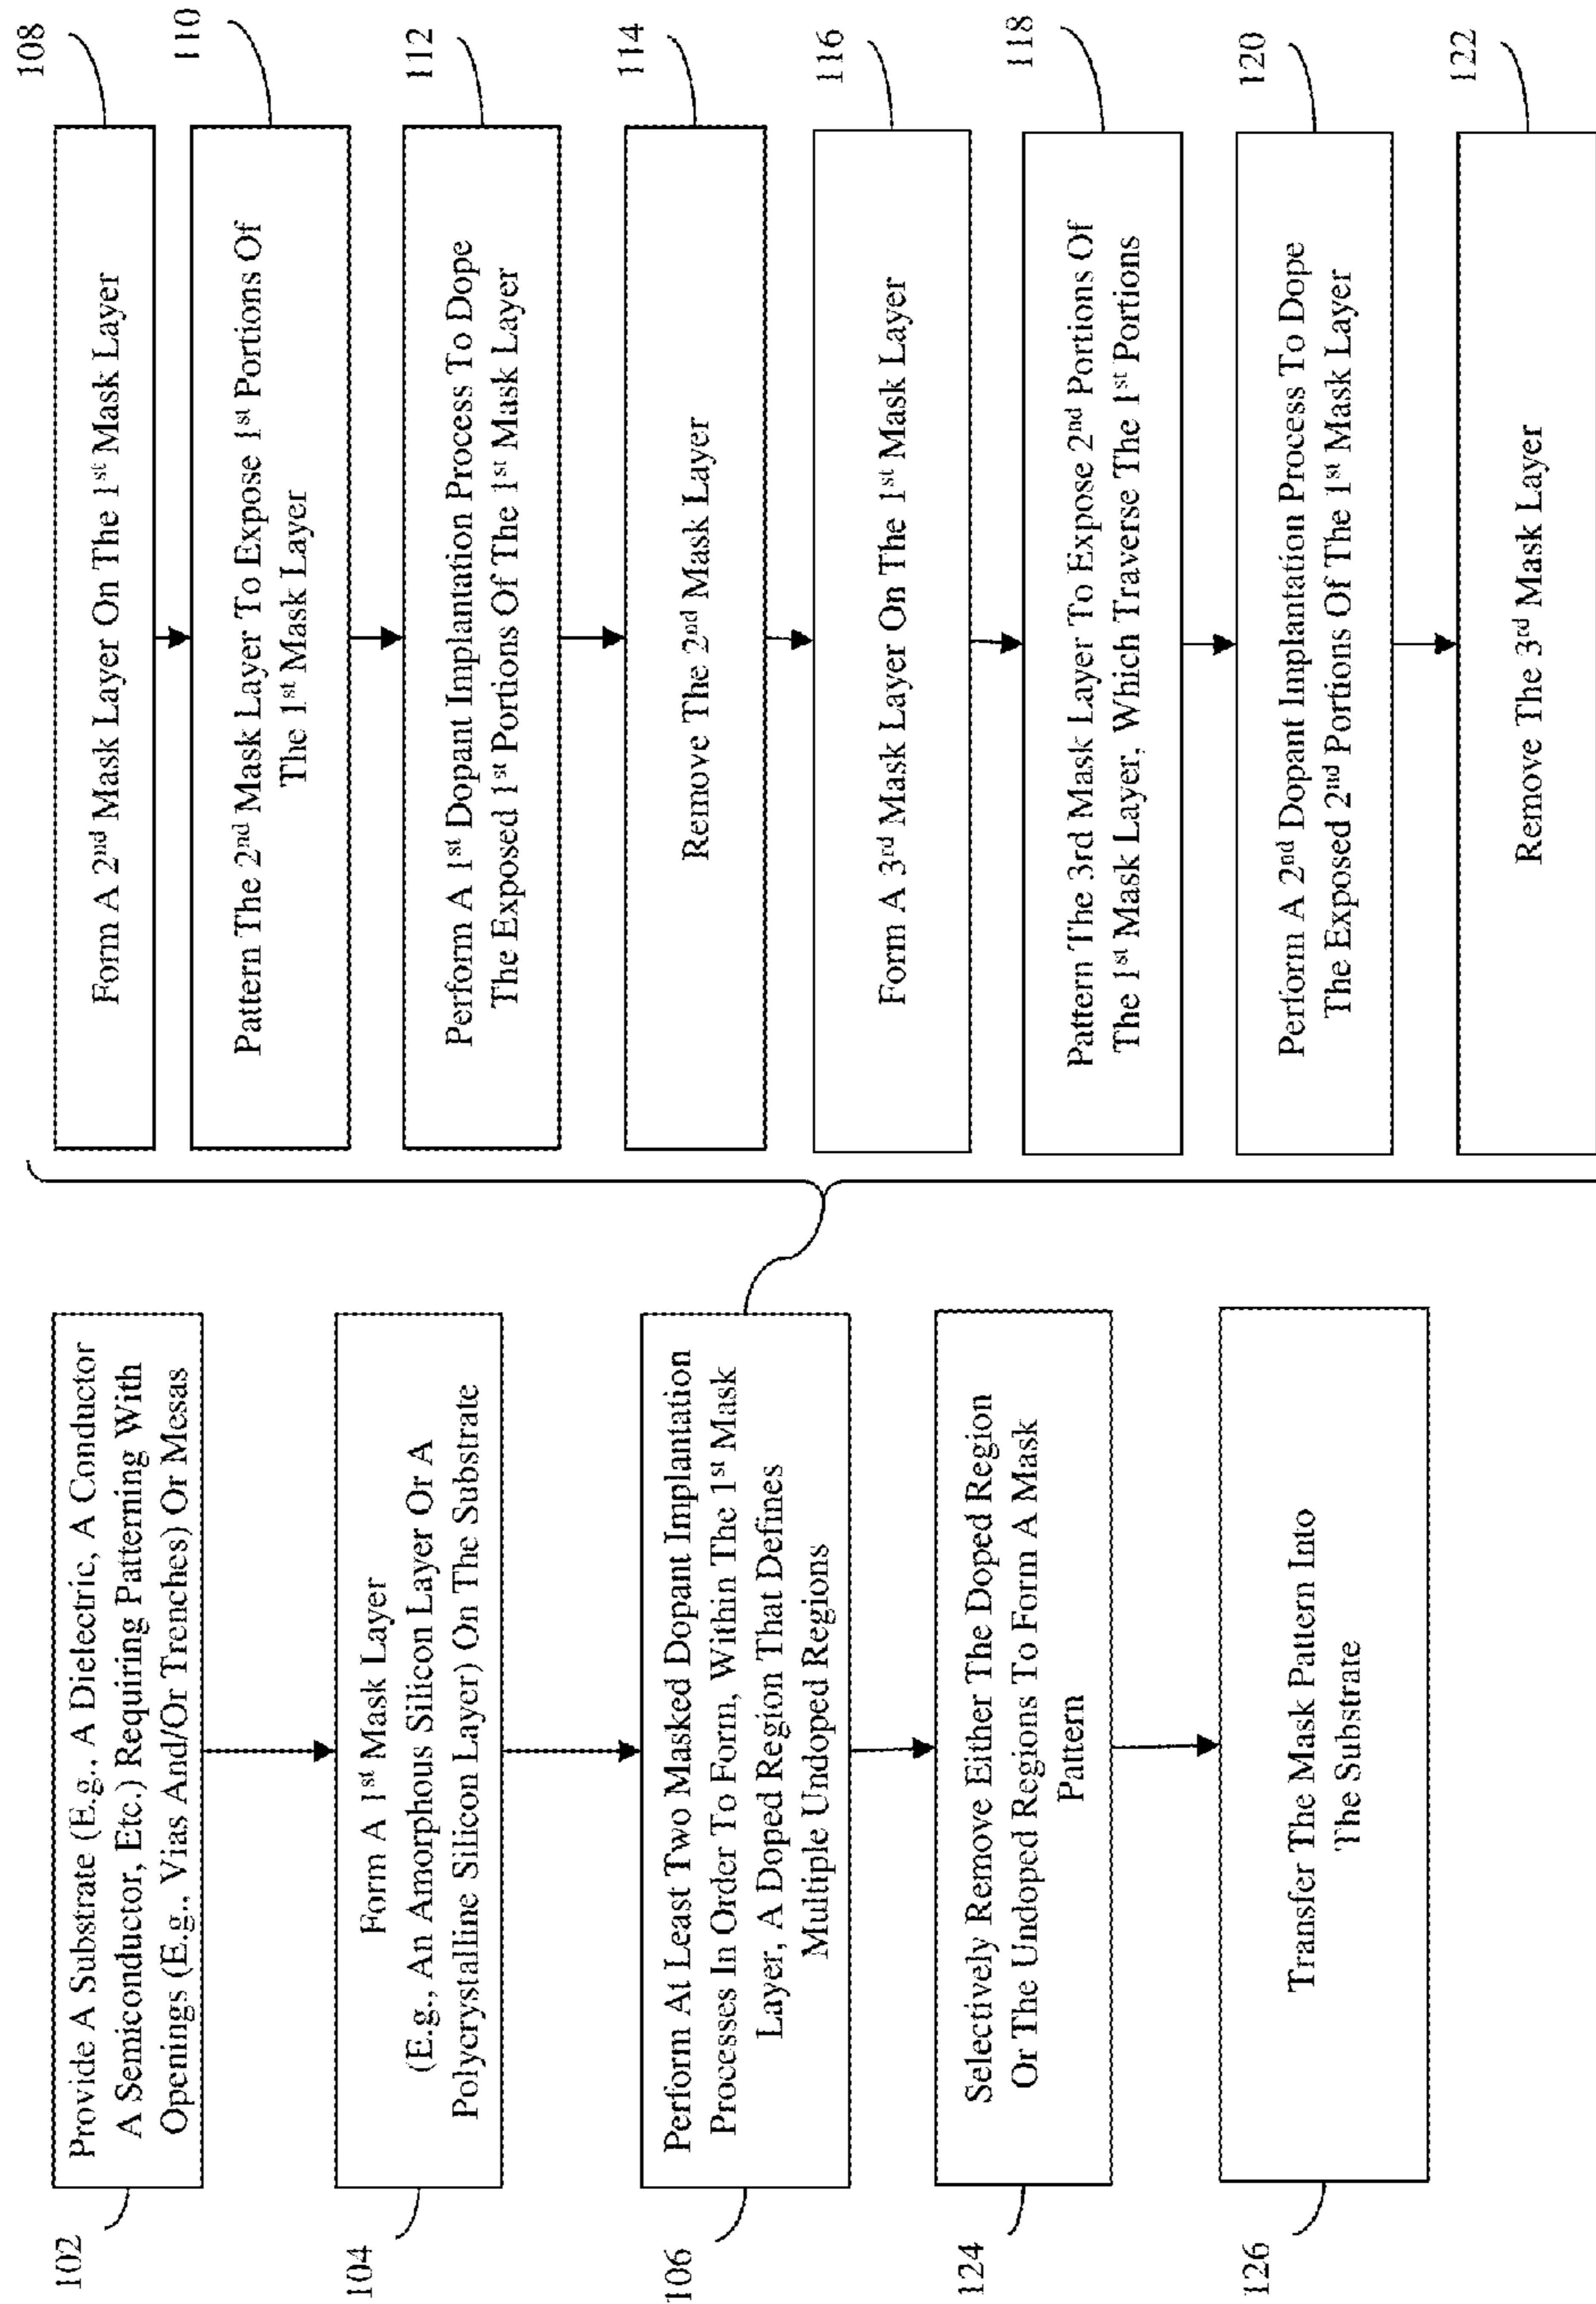 102
Provide A Substrate (E.g., A Dielectric, A Conductor
A Semiconductor, Etc.) Requiring Patterning With
Openings (E.g., Vias And/Or Trenches) Or Mesas
104
Form A 1st Mask Layer
(E.g., An Amorphous Silicon Layer Or A
Polycrystalline Silicon Layer) On The Substrate
106
Perform At Least Two Masked Dopant Implantation
Processes In Order To Form, Within The 1st Mask
Layer, A Doped Region That Defines
Multiple Undoped Regions
124
Selectively Remove Either The Doped Region
Or The Undoped Regions To Form A Mask
Pattern
126
Transfer The Mask Pattern Into
The Substrate
108
Form A 2nd Mask Layer On The 1st Mask Layer
110
Pattern The 2nd Mask Layer To Expose 1st Portions Of
The 1st Mask Layer
112
Perform A 1st Dopant Implantation Process To Dope
The Exposed 1st Portions Of The 1st Mask Layer
114
Remove The 2nd Mask Layer
116
Form A 3rd Mask Layer On The 1st Mask Layer
118
Pattern The 3rd Mask Layer To Expose 2nd Portions Of
The 1st Mask Layer, Which Traverse The 1st Portions
120
Perform A 2nd Dopant Implantation Process To Dope
The Exposed 2nd Portions Of The 1st Mask Layer
122
Remove The 3rd Mask Layer